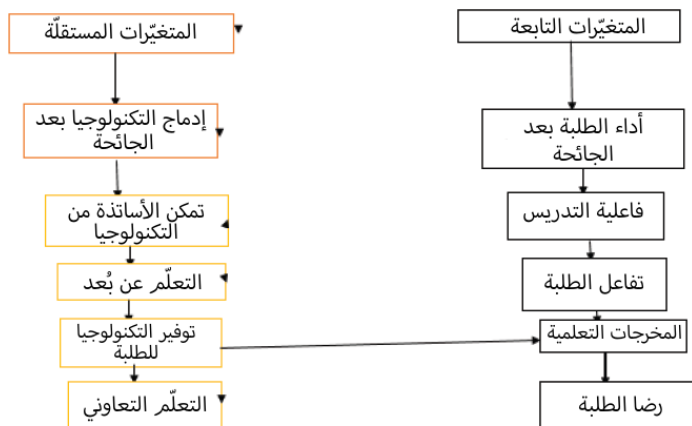 المتغيّرات المستقلّة
إدماج التكنولوجيا بعد
الجائحة
تمكن الأساتذة من
التكنولوجيا
التعلّم عن بُعد
توفير التكنولوجيا
للطلبة
التعلّم التعاوني
المتغيّرات التابعة
أداء الطلبة بعد
الجائحة
فاعلية التدريس
تفاعل الطلبة
المخرجات التعلمية
رضا الطلبة